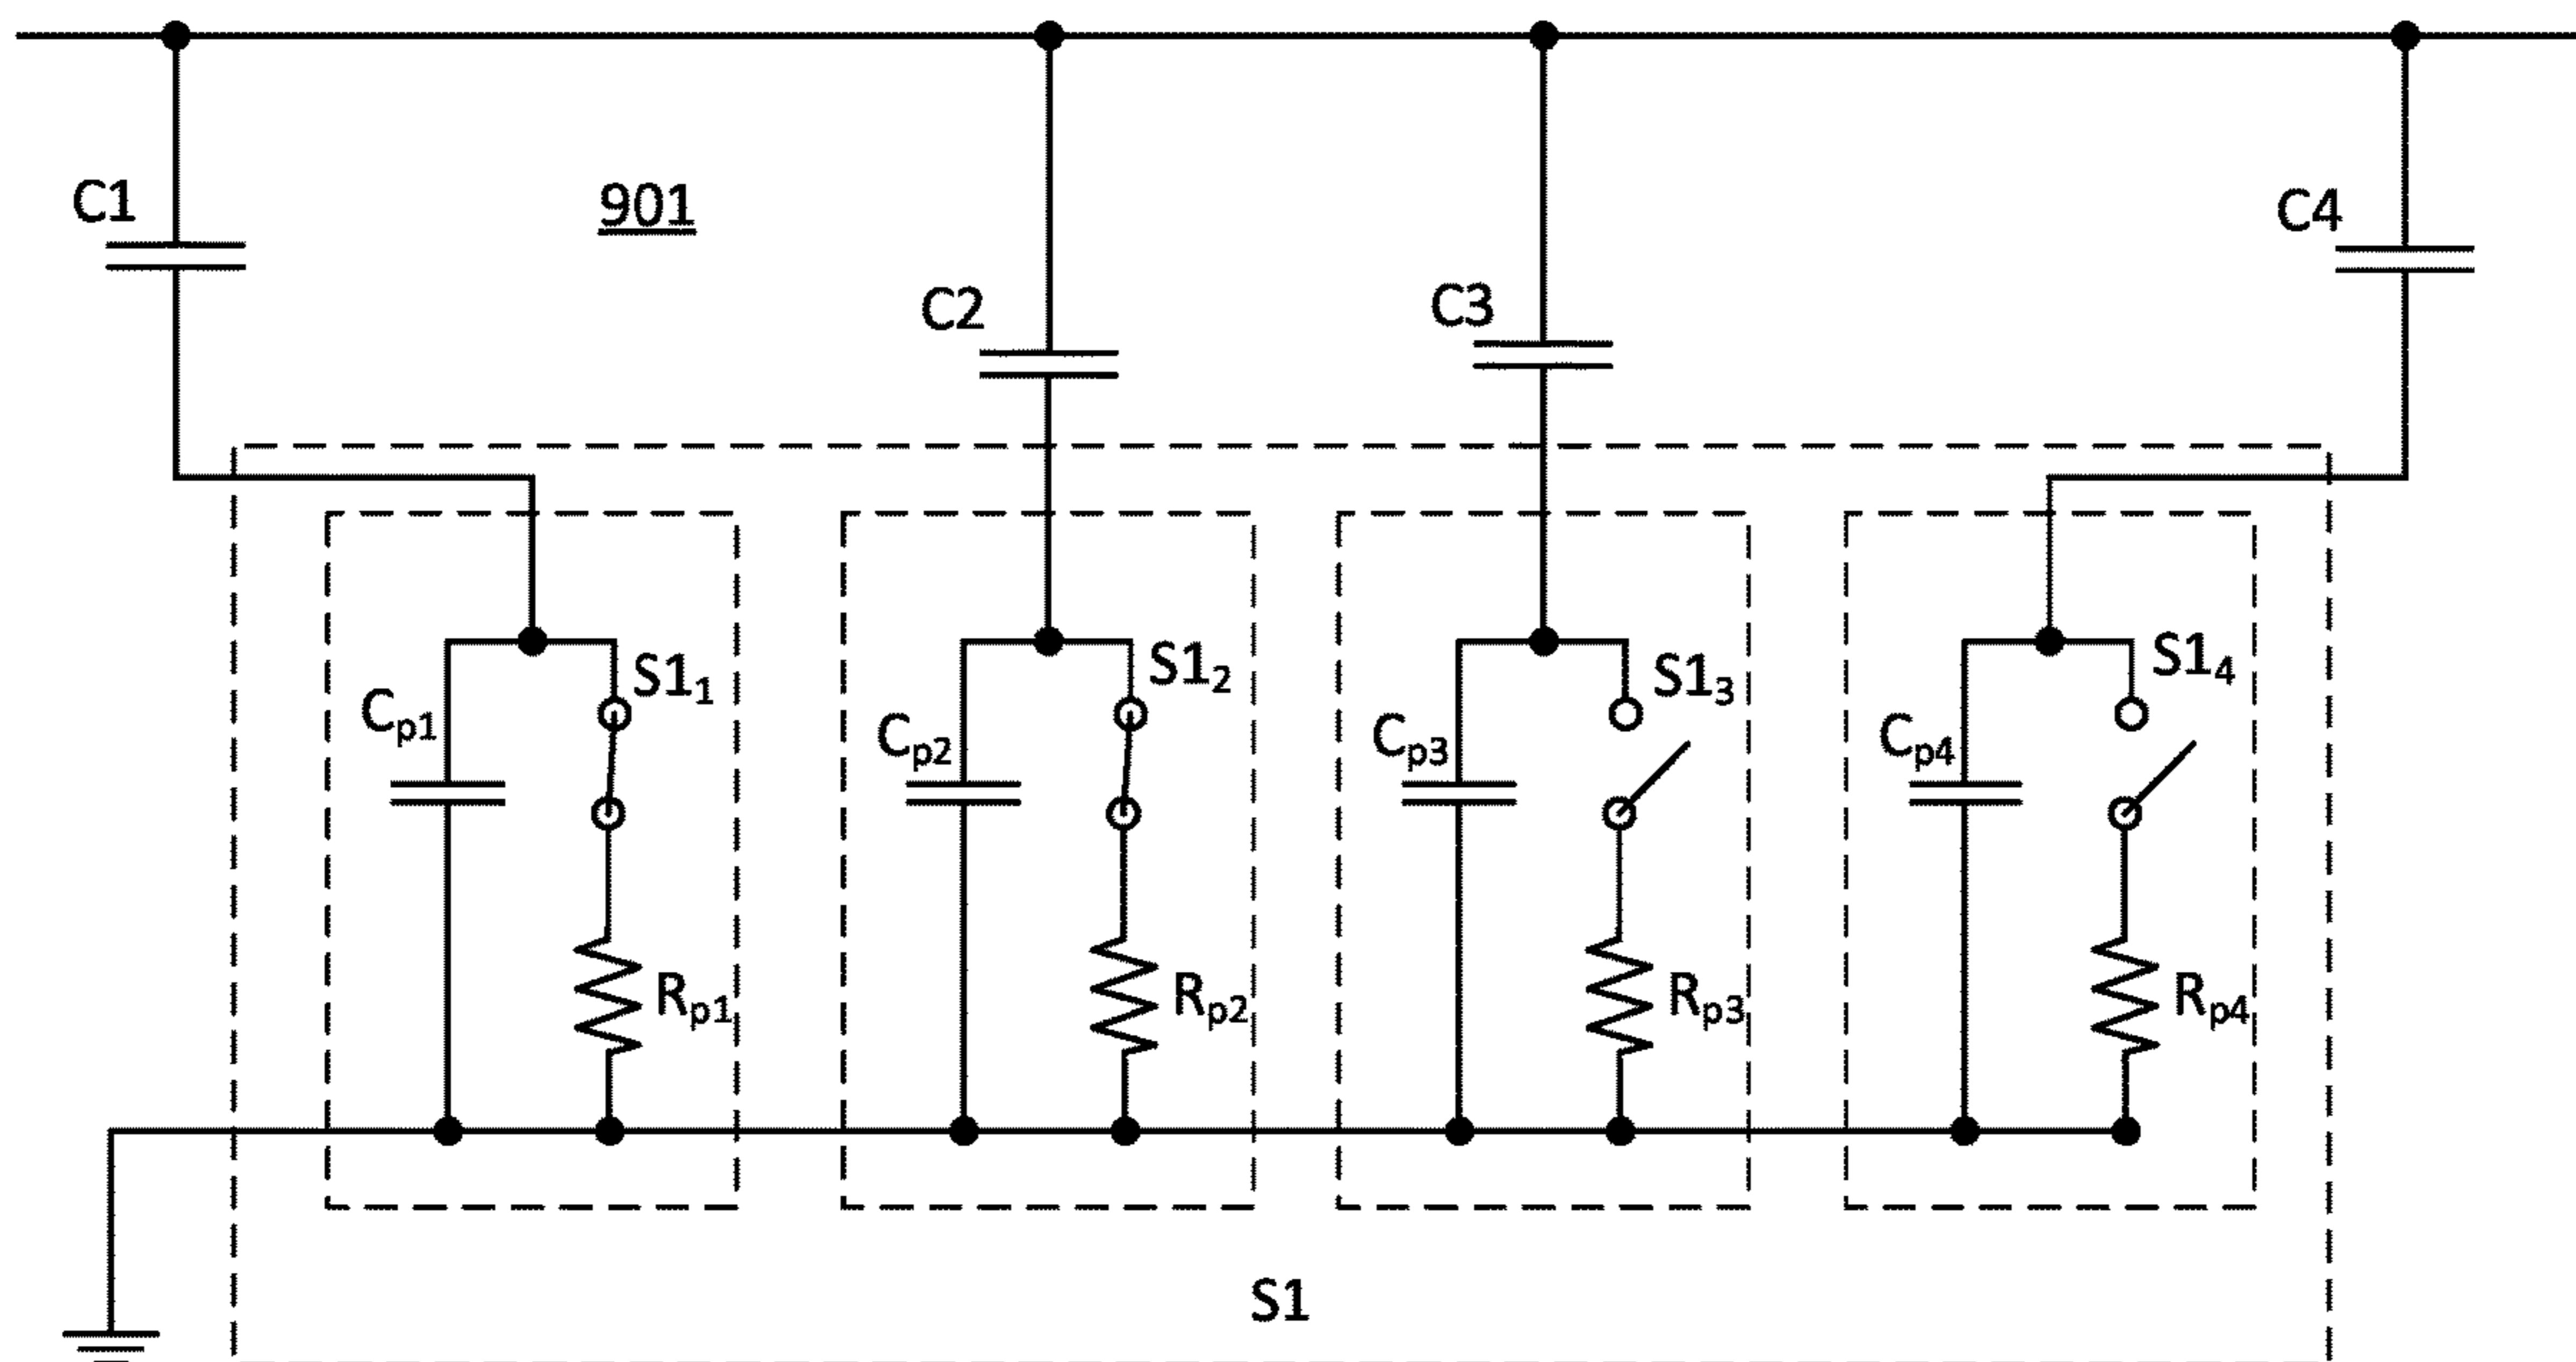 C1
901
C4
C2
C3
S1₁
S1₂
S1₃
S1₄
Cp1
Cp2
Cp3
Cp4
Rp1
Rp2
Rp3
Rp4
S1